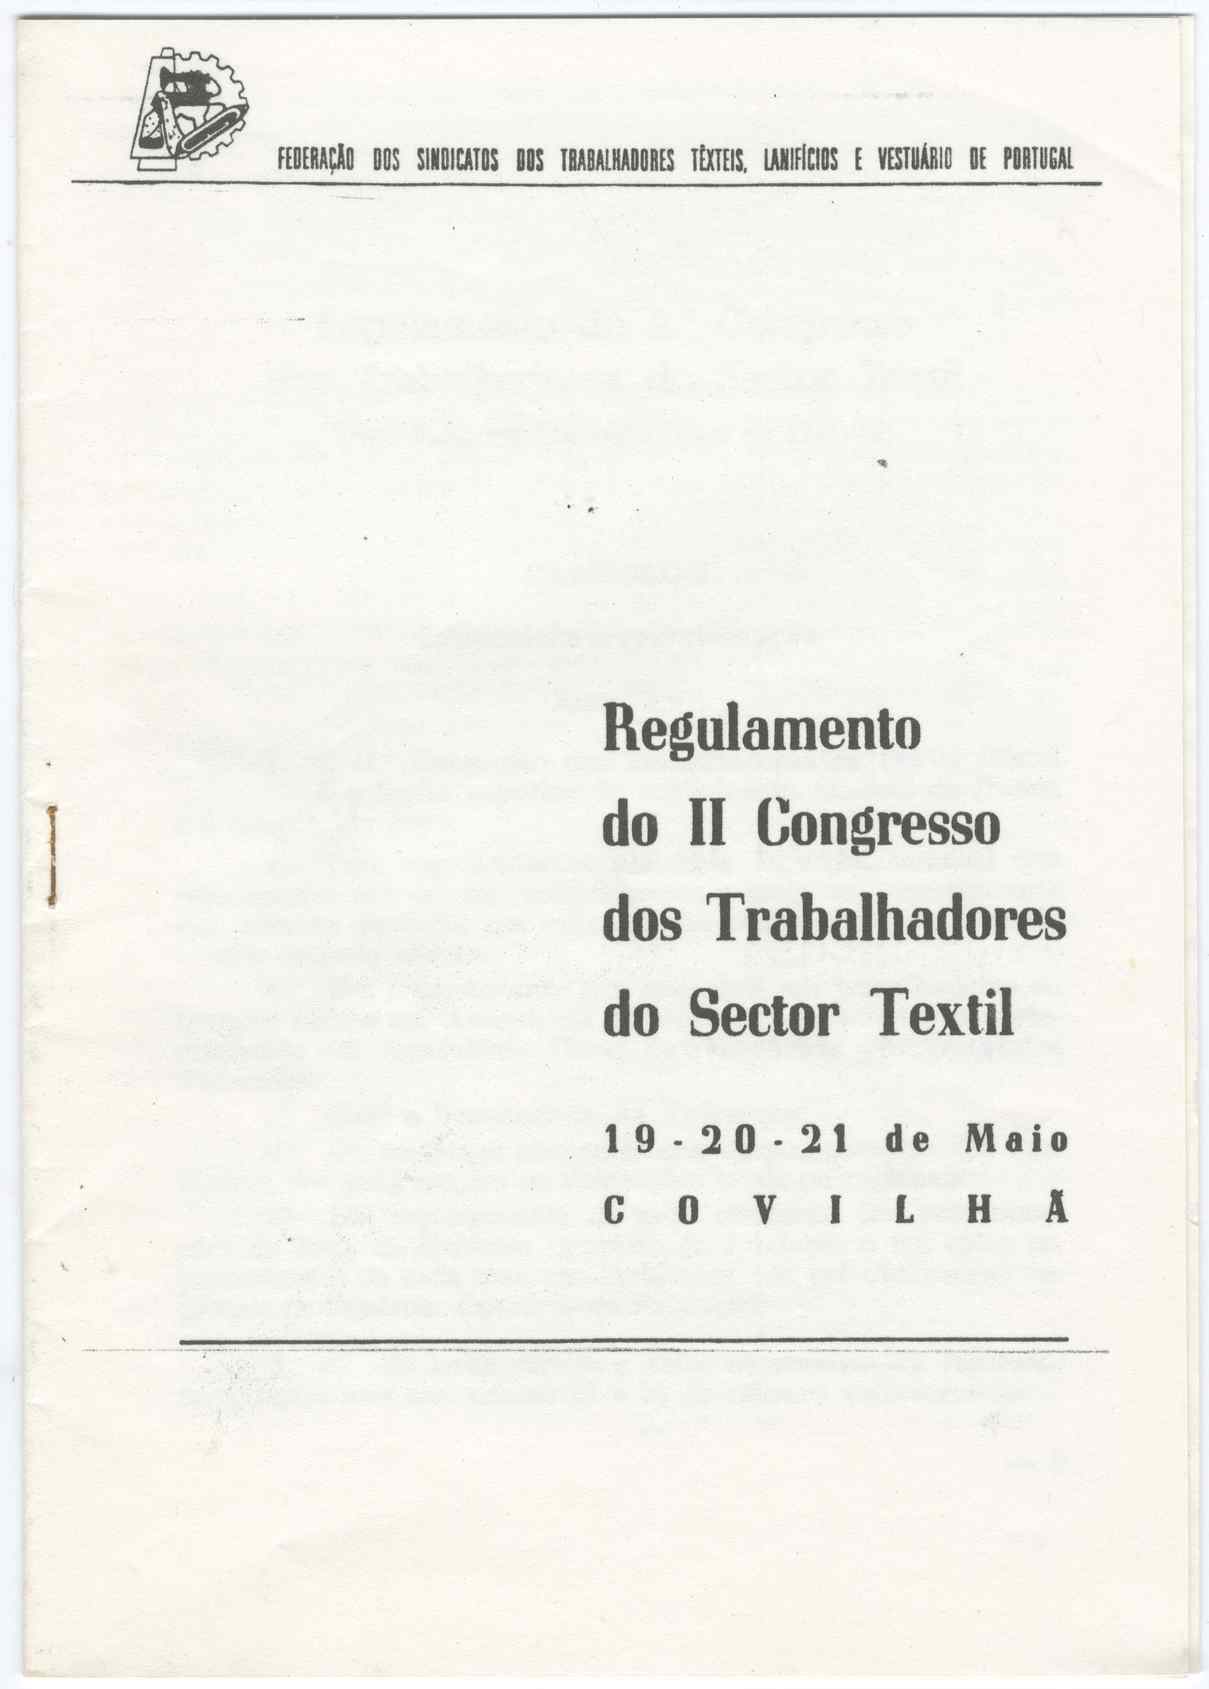 FEDERAÇÃO DOS SINDICATOS DOS TRABALHADORES TÊXTEIS, LANIFÍCIOS E VESTUÁRIO DE PORTUGAL
Regulamento
do II Congresso
dos Trabalhadores
do Sector Textil
19-20-21 de Maio
COVILHÃ